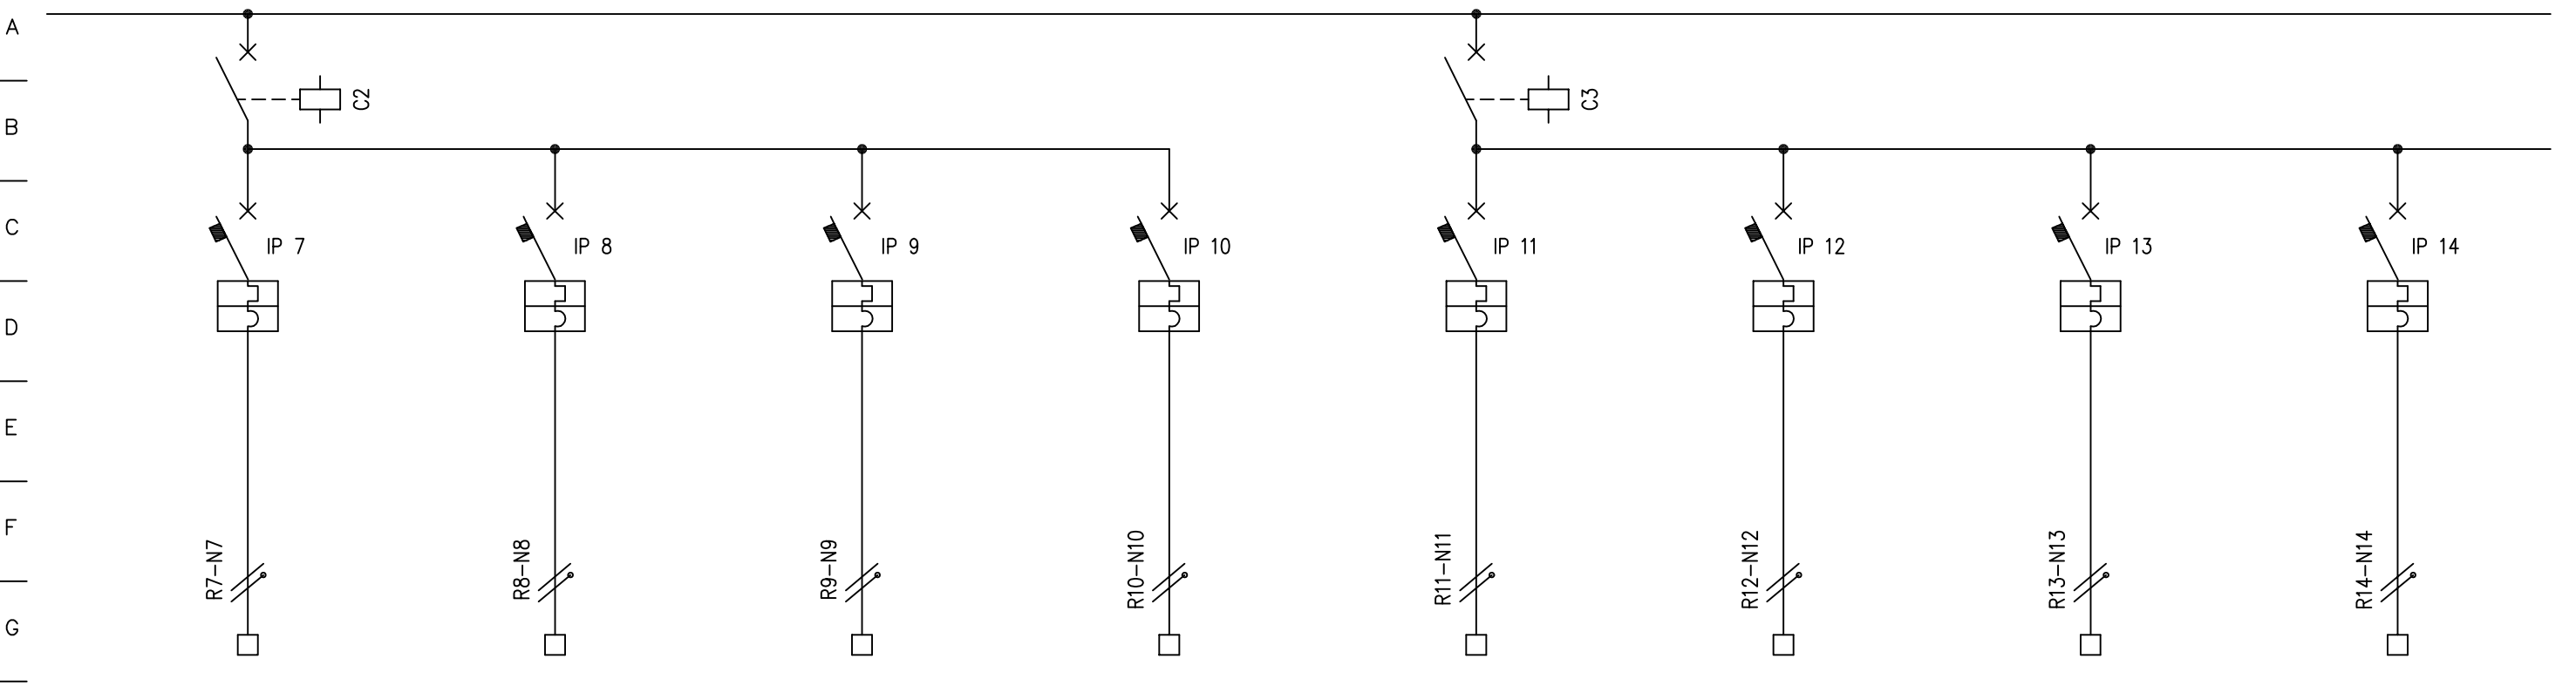 A
B
C
D
E
F
G
C2
C3
IP 7
IP 8
IP 9
IP 10
IP 11
IP 12
IP 13
IP 14
R7-N7
R8-N8
R9-N9
R10-N10
R11-N11
R12-N12
R13-N13
R14-N14